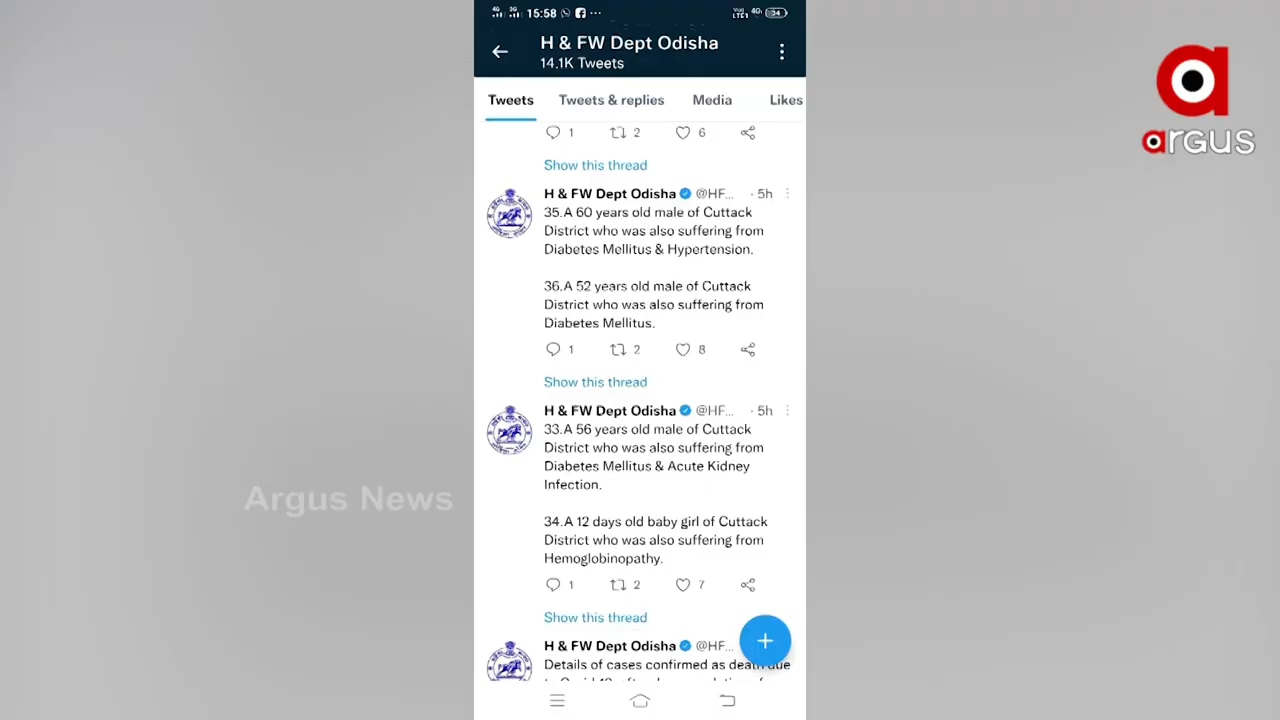 15:58
H & FW Dept Odisha
14.1K Tweets
Tweets Tweets & replies Media Likes
1 2 6
Show this thread
H & FW Dept Odisha @HF... · 5h
35.A 60 years old male of Cuttack
District who was also suffering from
Diabetes Mellitus & Hypertension.
36.A 52 years old male of Cuttack
District who was also suffering from
Diabetes Mellitus.
1 2 8
Show this thread
H & FW Dept Odisha @HF... · 5h
33.A 56 years old male of Cuttack
District who was also suffering from
Diabetes Mellitus & Acute Kidney
Infection.
34.A 12 days old baby girl of Cuttack
District who was also suffering from
Hemoglobinopathy.
1 2 7
Show this thread
H & FW Dept Odisha @HF...
Details of cases confirmed as death due
argus
Argus News